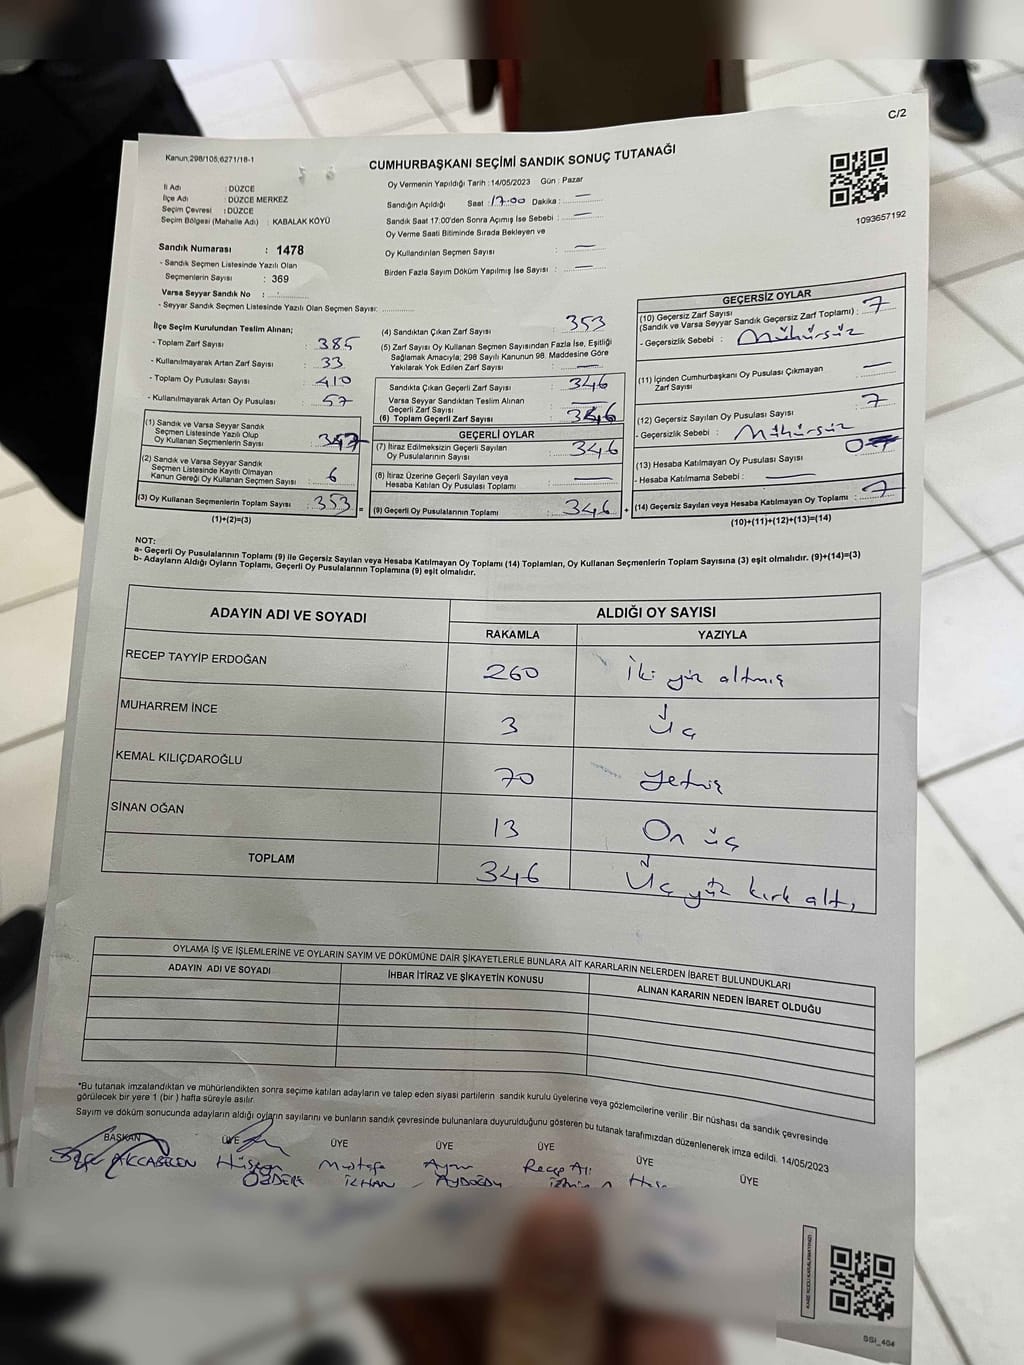 C/2
Kanun,298/105,6271/18-1
CUMHURBAŞKANI SEÇİMİ SANDIK SONUÇ TUTANAĞI
1093657192
İl Adı : DÜZCE
İlçe Adı : DÜZCE MERKEZ
Seçim Çevresi : DÜZCE
Seçim Bölgesi (Mahalle Adı) : KABALAK KÖYÜ
Sandık Numarası : 1478
- Sandık Seçmen Listesinde Yazılı Olan
Seçmenlerin Sayısı : 369
Varsa Seyyar Sandık No :
- Seyyar Sandık Seçmen Listesinde Yazılı Olan Seçmen Sayısı:
Oy Vermenin Yapıldığı Tarih :14/05/2023 Gün : Pazar
Sandığın Açıldığı Saat :17.00 Dakika : —
Sandık Saat 17.00'den Sonra Açımış İse Sebebi : —
Oy Verme Saati Bitiminde Sırada Bekleyen ve
Oy Kullandırılan Seçmen Sayısı : —
Birden Fazla Sayım Döküm Yapılmış İse Sayısı : —
İlçe Seçim Kurulundan Teslim Alınan;
- Toplam Zarf Sayısı : 385
- Kullanılmayarak Artan Zarf Sayısı : 33
- Toplam Oy Pusulası Sayısı : 410
- Kullanılmayarak Artan Oy Pusulası : 57
(1) Sandık ve Varsa Seyyar Sandık
Seçmen Listesinde Yazılı Olup
Oy Kullanan Seçmenlerin Sayısı : 347
(2) Sandık ve Varsa Seyyar Sandık
Seçmen Listesinde Kayıtlı Olmayan
Kanun Gereği Oy Kullanan Seçmen Sayısı : 6
(3) Oy Kullanan Seçmenlerin Toplam Sayısı : 353 =
(1)+(2)=(3)
(4) Sandıktan Çıkan Zarf Sayısı : 353
(5) Zarf Sayısı Oy Kullanan Seçmen Sayısından Fazla İse, Eşitliği
Sağlamak Amacıyla; 298 Sayılı Kanunun 98. Maddesine Göre
Yakılarak Yok Edilen Zarf Sayısı : —
Sandıkta Çıkan Geçerli Zarf Sayısı : 346
Varsa Seyyar Sandıktan Teslim Alınan
Geçerli Zarf Sayısı : —
(6) Toplam Geçerli Zarf Sayısı : 346
GEÇERLİ OYLAR
(7) İtiraz Edilmeksizin Geçerli Sayılan
Oy Pusulalarının Sayısı : 346
(8) İtiraz Üzerine Geçerli Sayılan veya
Hesaba Katılan Oy Pusulası Toplamı : —
(9) Geçerli Oy Pusulalarının Toplamı : 346 +
GEÇERSİZ OYLAR
(10) Geçersiz Zarf Sayısı
(Sandık ve Varsa Seyyar Sandık Geçersiz Zarf Toplamı) : 7
- Geçersizlik Sebebi : Mühürsüz
(11) İçinden Cumhurbaşkanı Oy Pusulası Çıkmayan
Zarf Sayısı : —
(12) Geçersiz Sayılan Oy Pusulası Sayısı : 7
- Geçersizlik Sebebi : Mühürsüz
(13) Hesaba Katılmayan Oy Pusulası Sayısı : 0
- Hesaba Katılmama Sebebi : —
(14) Geçersiz Sayılan veya Hesaba Katılmayan Oy Toplamı : 7
(10)+(11)+(12)+(13)=(14)
NOT:
a- Geçerli Oy Pusulalarının Toplamı (9) ile Geçersiz Sayılan veya Hesaba Katılmayan Oy Toplamı (14) Toplamları, Oy Kullanan Seçmenlerin Toplam Sayısına (3) eşit olmalıdır. (9)+(14)=(3)
b- Adayların Aldığı Oyların Toplamı, Geçerli Oy Pusulalarının Toplamına (9) eşit olmalıdır.
ADAYIN ADI VE SOYADI
ALDIĞI OY SAYISI
RAKAMLA YAZIYLA
RECEP TAYYİP ERDOĞAN 260 İki yüz altmış
MUHARREM İNCE 3 Üç
KEMAL KILIÇDAROĞLU 70 yetmiş
SİNAN OĞAN 13 On üç
TOPLAM 346 Üç yüz kırk altı
OYLAMA İŞ VE İŞLEMLERİNE VE OYLARIN SAYIM VE DÖKÜMÜNE DAİR ŞİKAYETLERLE BUNLARA AİT KARARLARIN NELERDEN İBARET BULUNDUKLARI
ADAYIN ADI VE SOYADI İHBAR İTİRAZ VE ŞİKAYETİN KONUSU ALINAN KARARIN NEDEN İBARET OLDUĞU
*Bu tutanak imzalandıktan ve mühürlendikten sonra seçime katılan adayların ve talep eden siyasi partilerin sandık kurulu üyelerine veya gözlemcilerine verilir .Bir nüshası da sandık çevresinde
görülecek bir yere 1 (bir ) hafta süreyle asılır.
Sayım ve döküm sonucunda adayların aldığı oyların sayılarını ve bunların sandık çevresinde bulunanlara duyurulduğunu gösteren bu tutanak tarafımızdan düzenlenerek imza edildi. 14/05/2023
BAŞKAN ÜYE ÜYE ÜYE ÜYE ÜYE ÜYE
AKCABELEN Hüseyin Mustafa Recep Ali
ÖZDERE İLHAN AYDOĞDU
SSI_404